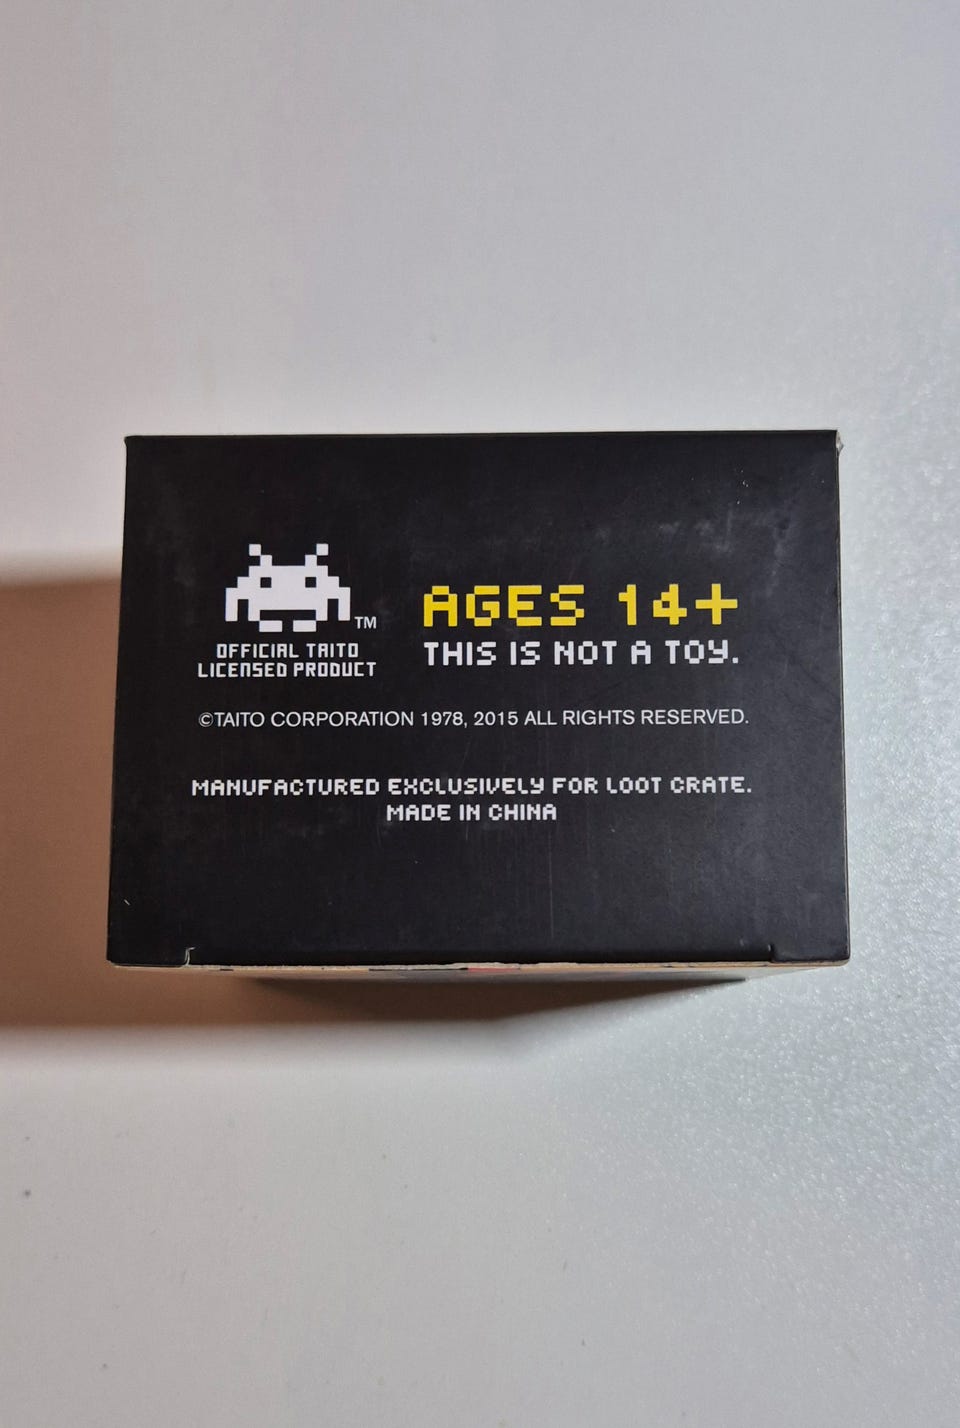 TM
OFFICIAL TAITO
LICENSED PRODUCT
AGES 14+
THIS IS NOT A TOY.
©TAITO CORPORATION 1978, 2015 ALL RIGHTS RESERVED.
MANUFACTURED EXCLUSIVELY FOR LOOT CRATE.
MADE IN CHINA